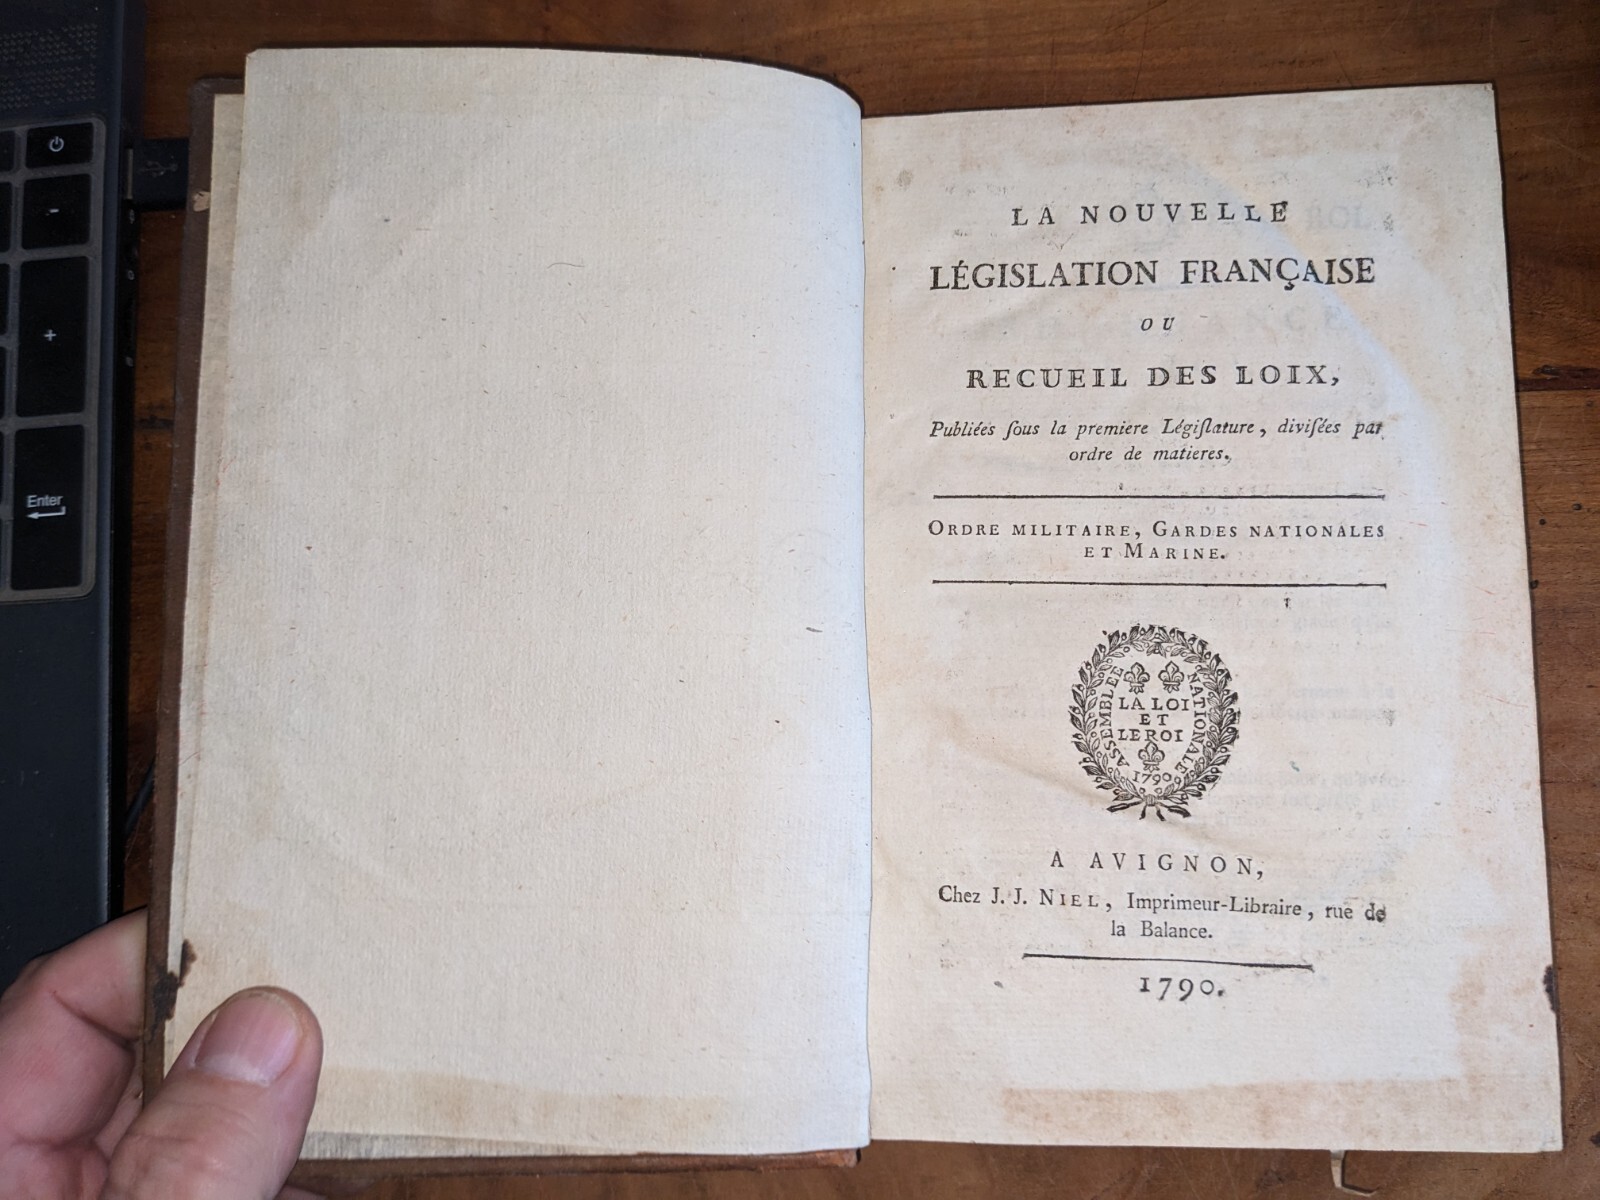 LA NOUVELLE
LÉGISLATION FRANÇAISE
OU
RECUEIL DES LOIX,
Publiées ſous la premiere Légiſlature, diviſées par
ordre de matieres.
ORDRE MILITAIRE, GARDES NATIONALES
ET MARINE.
ASSEMBLEE NATIONALE
LA LOI
ET
LE ROI
1790.
A AVIGNON,
Chez J. J. NIEL, Imprimeur-Libraire, rue de
la Balance.
1790.
-
+
Enter